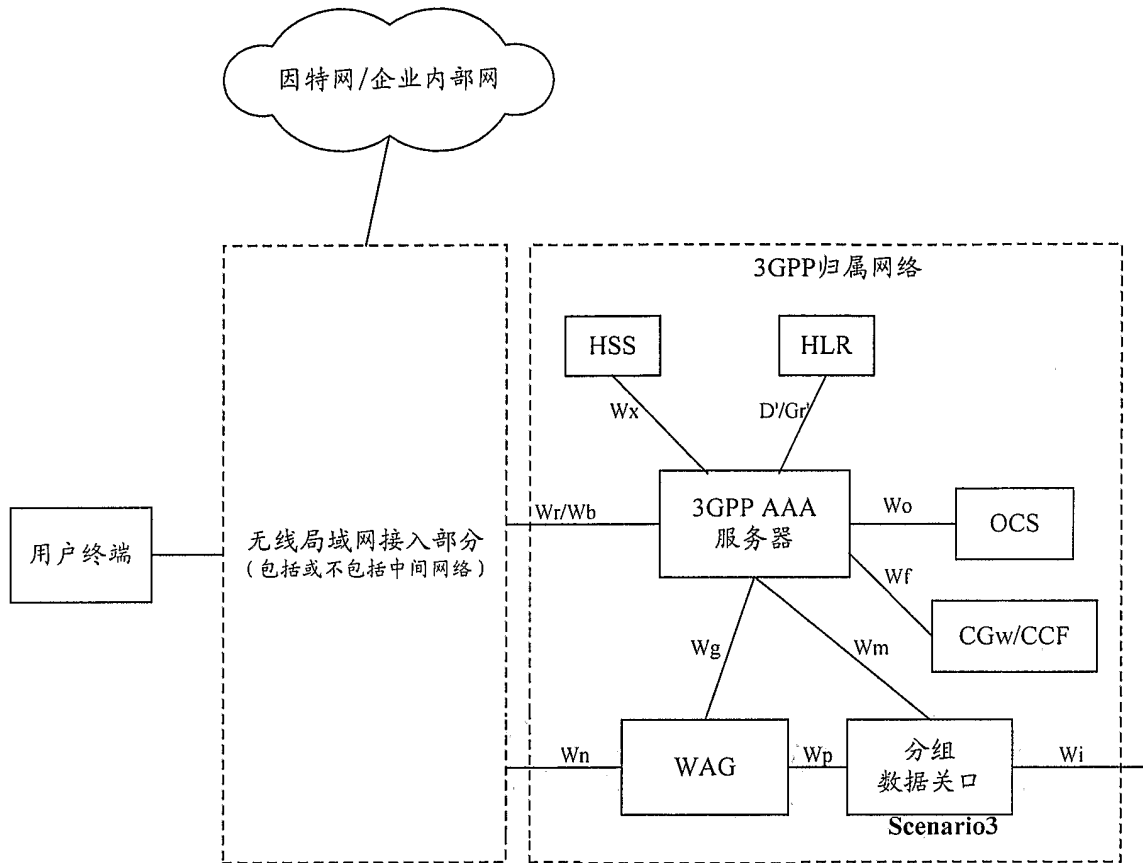 因特网/企业内部网
3GPP归属网络
HSS
HLR
Wx
D'/Gr'
用户终端
无线局域网接入部分
（包括或不包括中间网络）
Wr/Wb
3GPP AAA
服务器
Wo
OCS
Wf
CGw/CCF
Wg
Wm
Wn
WAG
Wp
分组
数据关口
Wi
Scenario3